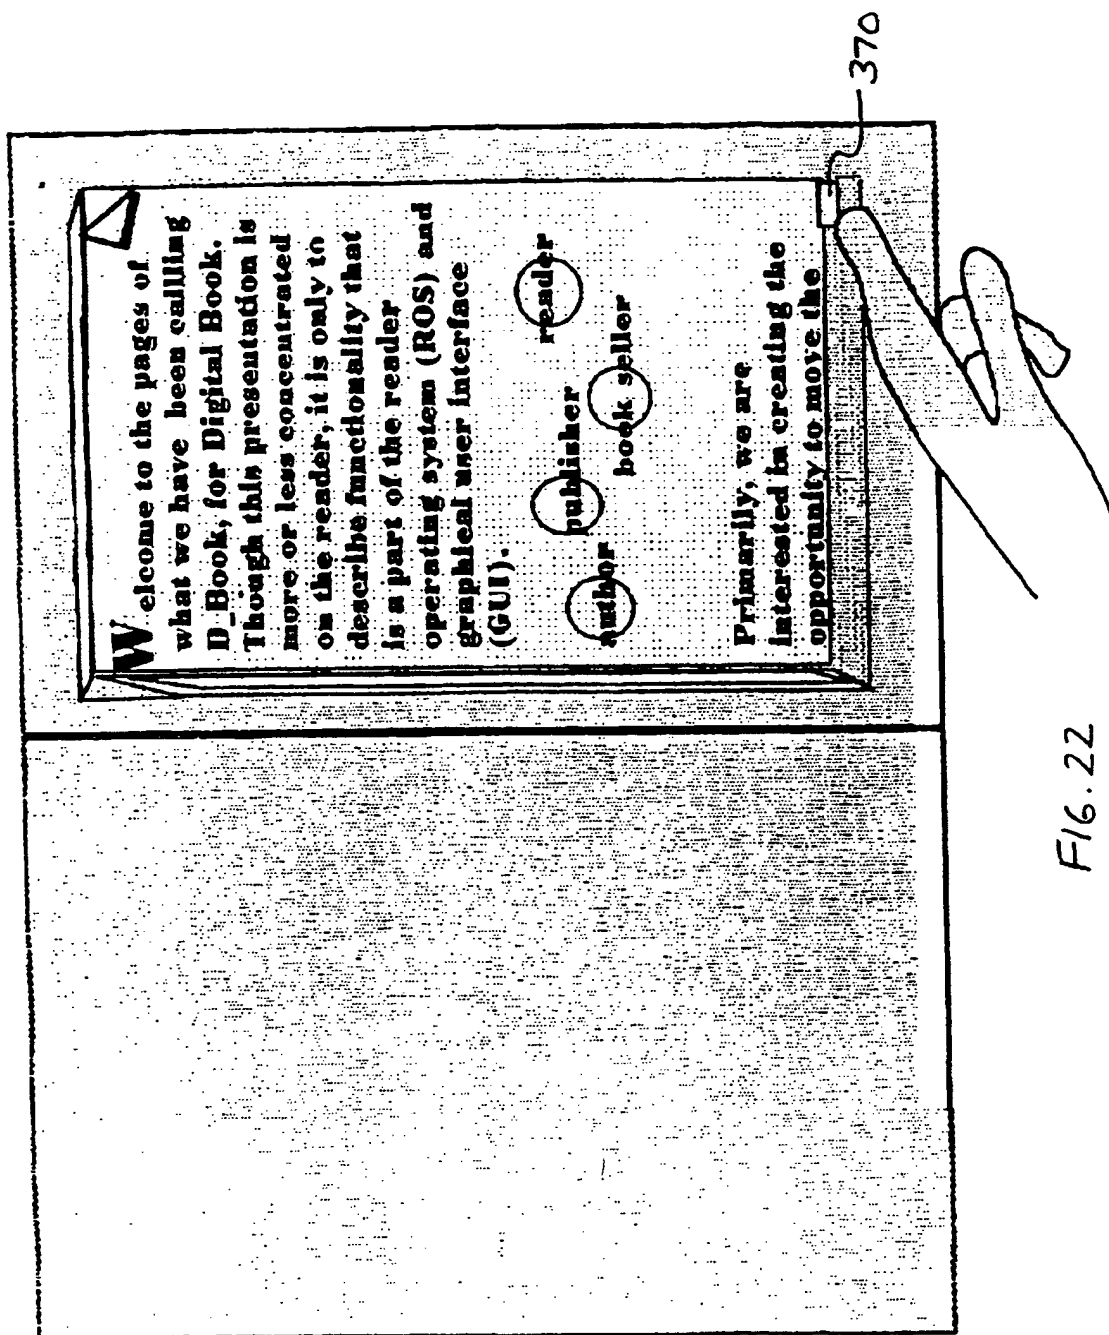 Welcome to the pages of
what we have been callling
D_Book, for Digital Book.
Though this presentation is
more or less concentrated
on the reader, it is only to
describe functionality that
is a part of the reader
operating system (ROS) and
graphical user interface
(GUI).
author
publisher
book seller
reader
Primarily, we are
interested in creating the
opportunity to move the
370
FIG. 22